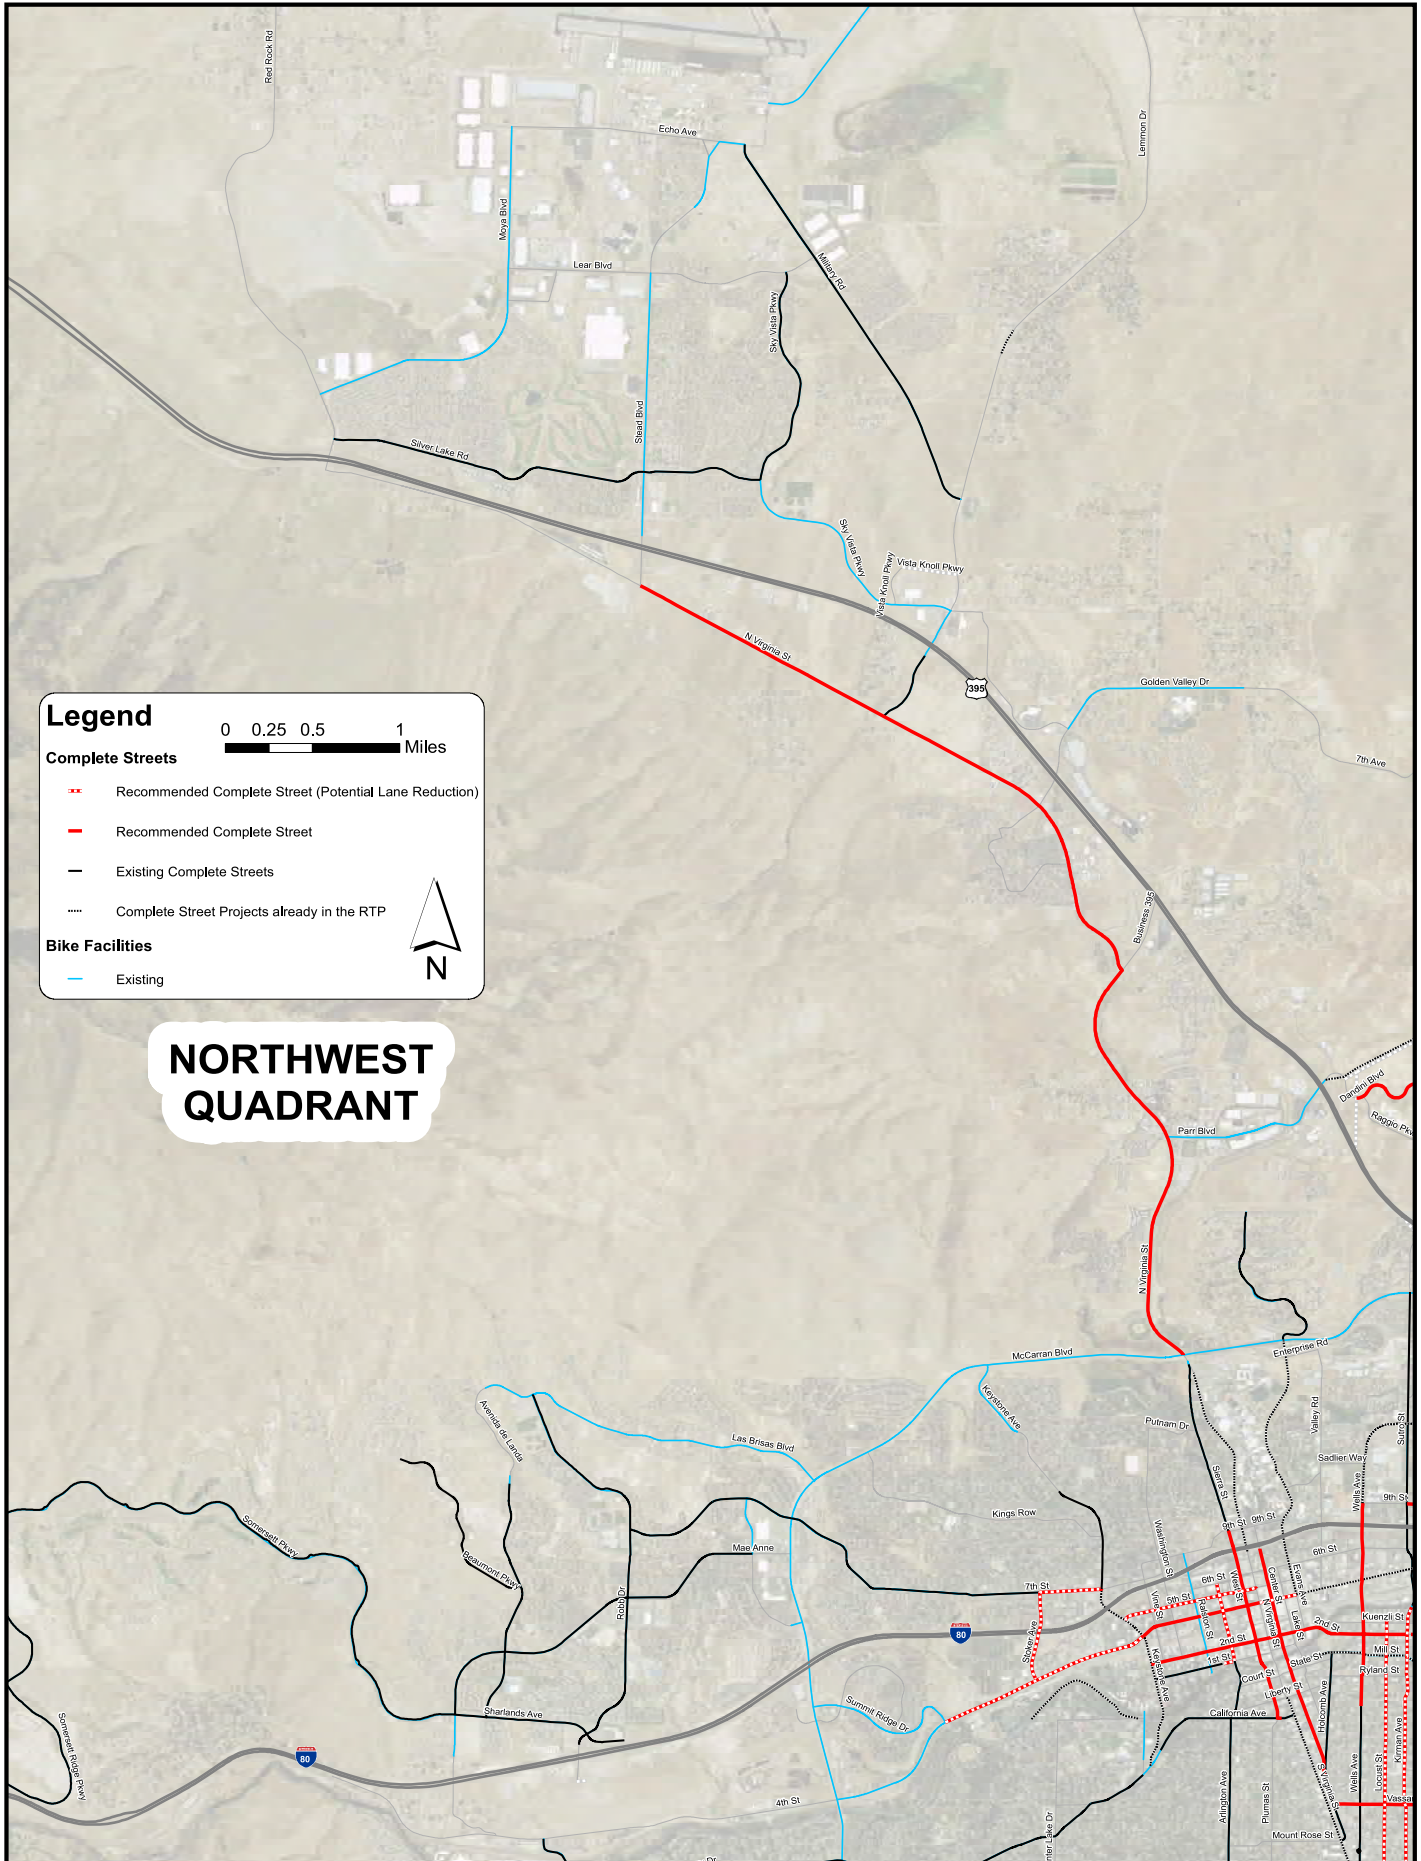 Red Rock Rd
Echo Ave
Lemmon Dr
Moya Blvd
Lear Blvd
Military Rd
Sky Vista Pkwy
Stead Blvd
Silver Lake Rd
Sky Vista Pkwy
Vista Knoll Pkwy
Vista Knoll Pkwy
N Virginia St
395
Golden Valley Dr
7th Ave
Legend
0 0.25 0.5 1
Miles
Complete Streets
Recommended Complete Street (Potential Lane Reduction)
Recommended Complete Street
Existing Complete Streets
Complete Street Projects already in the RTP
Bike Facilities
Existing
N
Business 395
NORTHWEST
QUADRANT
Dandini Blvd
Raggio Pkw
Parr Blvd
N Virginia St
McCarran Blvd
Enterprise Rd
Keystone Ave
Avenida de Landa
Las Brisas Blvd
Putnam Dr
Valley Rd
Sutro St
Sadlier Way
Sierra St
Wells Ave
9th St
Kings Row
Somersett Pkwy
Beaumont Pkwy
Mae Anne
Robb Dr
Washington St
9th St
9th St
6th St
7th St
6th St
5th St
Vine St
West St
Center St
Evans Ave
Ralston St
N Virginia St
Lake St
2nd St
Kuenzli St
80
Stoker Ave
2nd St
1st St
State St
Mill St
Ryland St
Keystone Ave
Court St
Liberty St
Holcomb Ave
California Ave
Summit Ridge Dr
Sharlands Ave
Somersett Ridge Pkwy
80
4th St
Arlington Ave
Plumas St
S Virginia St
Wells Ave
Locust St
Kirman Ave
Vassa
Mount Rose St
nter Lake Dr
Dr